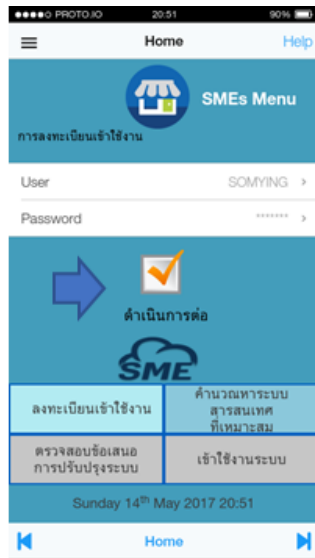 PROTO.IO 20:51 90%
Home Help
SMEs Menu
การลงทะเบียนเข้าใช้งาน
User SOMYING >
Password ******* >
ดำเนินการต่อ
SME
ลงทะเบียนเข้าใช้งาน
คำนวณหาระบบ
สารสนเทศ
ที่เหมาะสม
ตรวจสอบข้อเสนอ
การปรับปรุงระบบ
เข้าใช้งานระบบ
Sunday 14th May 2017 20:51
Home